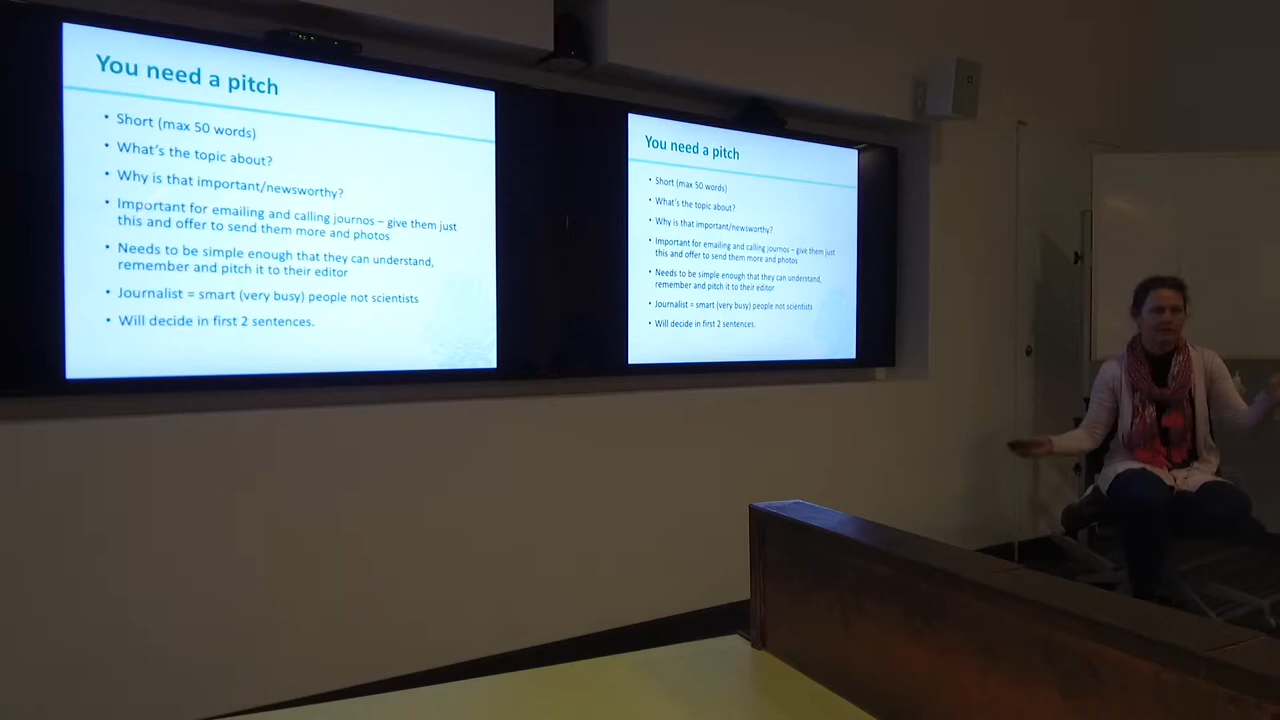 You need a pitch
• Short (max 50 words)
• What's the topic about?
• Why is that important/newsworthy?
• Important for emailing and calling journos – give them just
this and offer to send them more and photos
• Needs to be simple enough that they can understand,
remember and pitch it to their editor
• Journalist = smart (very busy) people not scientists
• Will decide in first 2 sentences.
You need a pitch
• Short (max 50 words)
• What's the topic about?
• Why is that important/newsworthy?
• Important for emailing and calling journos – give them just
this and offer to send them more and photos
• Needs to be simple enough that they can understand,
remember and pitch it to their editor
• Journalist = smart (very busy) people not scientists
• Will decide in first 2 sentences.